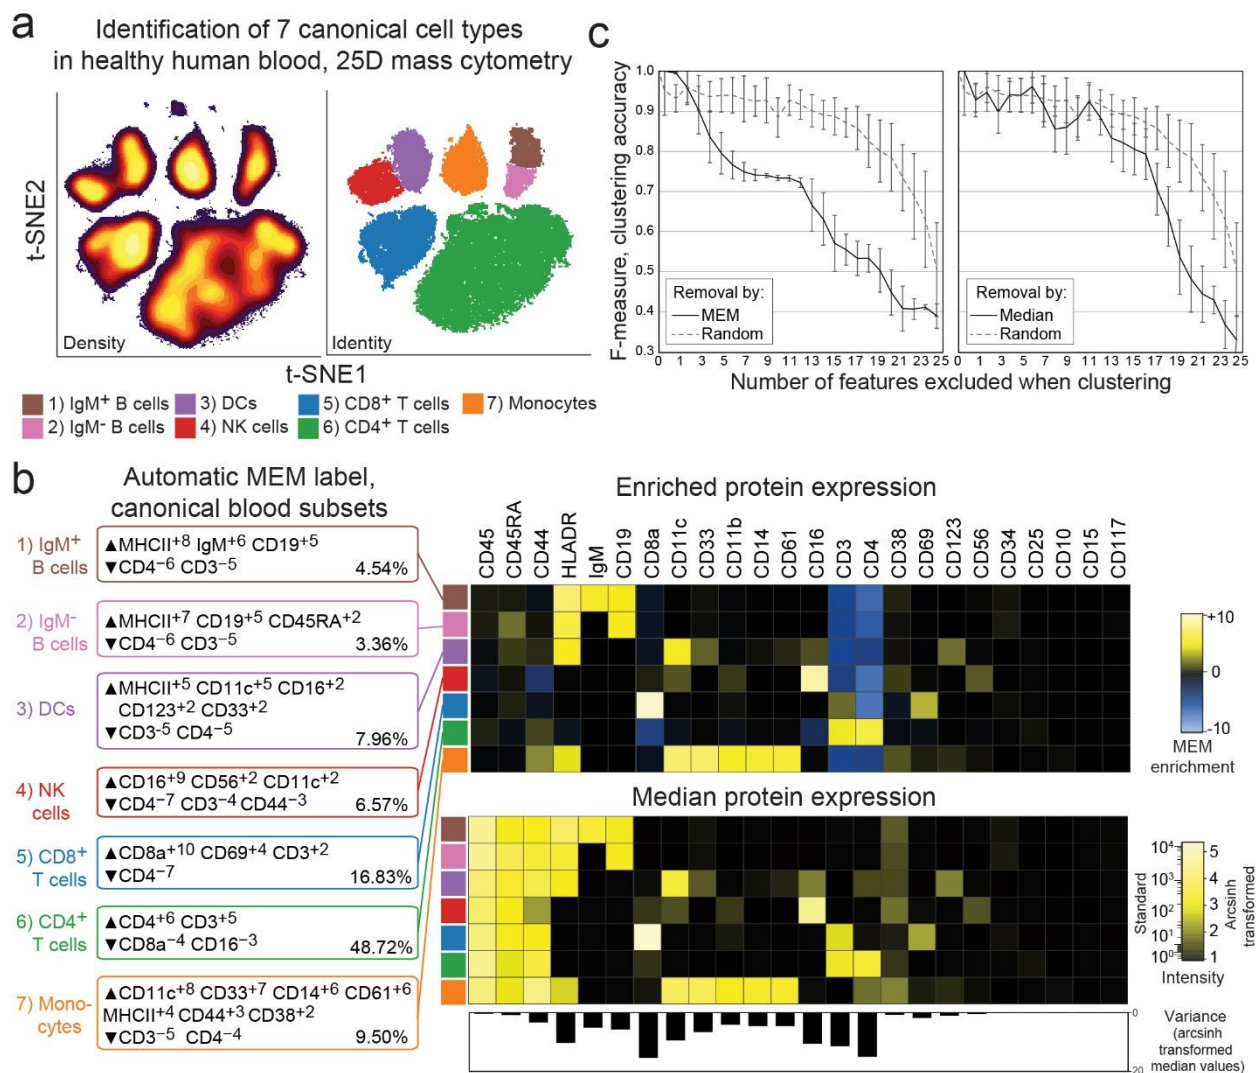 a
Identification of 7 canonical cell types
in healthy human blood, 25D mass cytometry
t-SNE2
Density
Identity
t-SNE1
1) IgM+ B cells
3) DCs
5) CD8+ T cells
7) Monocytes
2) IgM- B cells
4) NK cells
6) CD4+ T cells
c
F-measure, clustering accuracy
1.0
0.9
0.8
0.7
0.6
0.5
0.4
0.3
Removal by:
MEM
Random
Removal by:
Median
Random
0 1 3 5 7 9 11 13 15 17 19 21 23 25
0 1 3 5 7 9 11 13 15 17 19 21 23 25
Number of features excluded when clustering
b
Automatic MEM label,
canonical blood subsets
1) IgM+
B cells
▲MHCII+8 IgM+6 CD19+5
▼CD4−6 CD3−5
4.54%
2) IgM-
B cells
▲MHCII+7 CD19+5 CD45RA+2
▼CD4−6 CD3−5
3.36%
3) DCs
▲MHCII+5 CD11c+5 CD16+2
CD123+2 CD33+2
▼CD3-5 CD4−5
7.96%
4) NK
cells
▲CD16+9 CD56+2 CD11c+2
▼CD4−7 CD3−4 CD44−3
6.57%
5) CD8+
T cells
▲CD8a+10 CD69+4 CD3+2
▼CD4−7
16.83%
6) CD4+
T cells
▲CD4+6 CD3+5
▼CD8a−4 CD16−3
48.72%
7) Mono-
cytes
▲CD11c+8 CD33+7 CD14+6 CD61+6
MHCII+4 CD44+3 CD38+2
▼CD3−5 CD4−4
9.50%
Enriched protein expression
CD45 CD45RA CD44 HLADR IgM CD19 CD8a CD11c CD33 CD11b CD14 CD61 CD16 CD3 CD4 CD38 CD69 CD123 CD56 CD34 CD25 CD10 CD15 CD117
+10
0
-10
MEM
enrichment
Median protein expression
Standard
10⁴
10³
10²
10¹
10⁰
5
4
3
2
1
Arcsinh
transformed
Intensity
0
20
Variance
(arcsinh
transformed
median values)